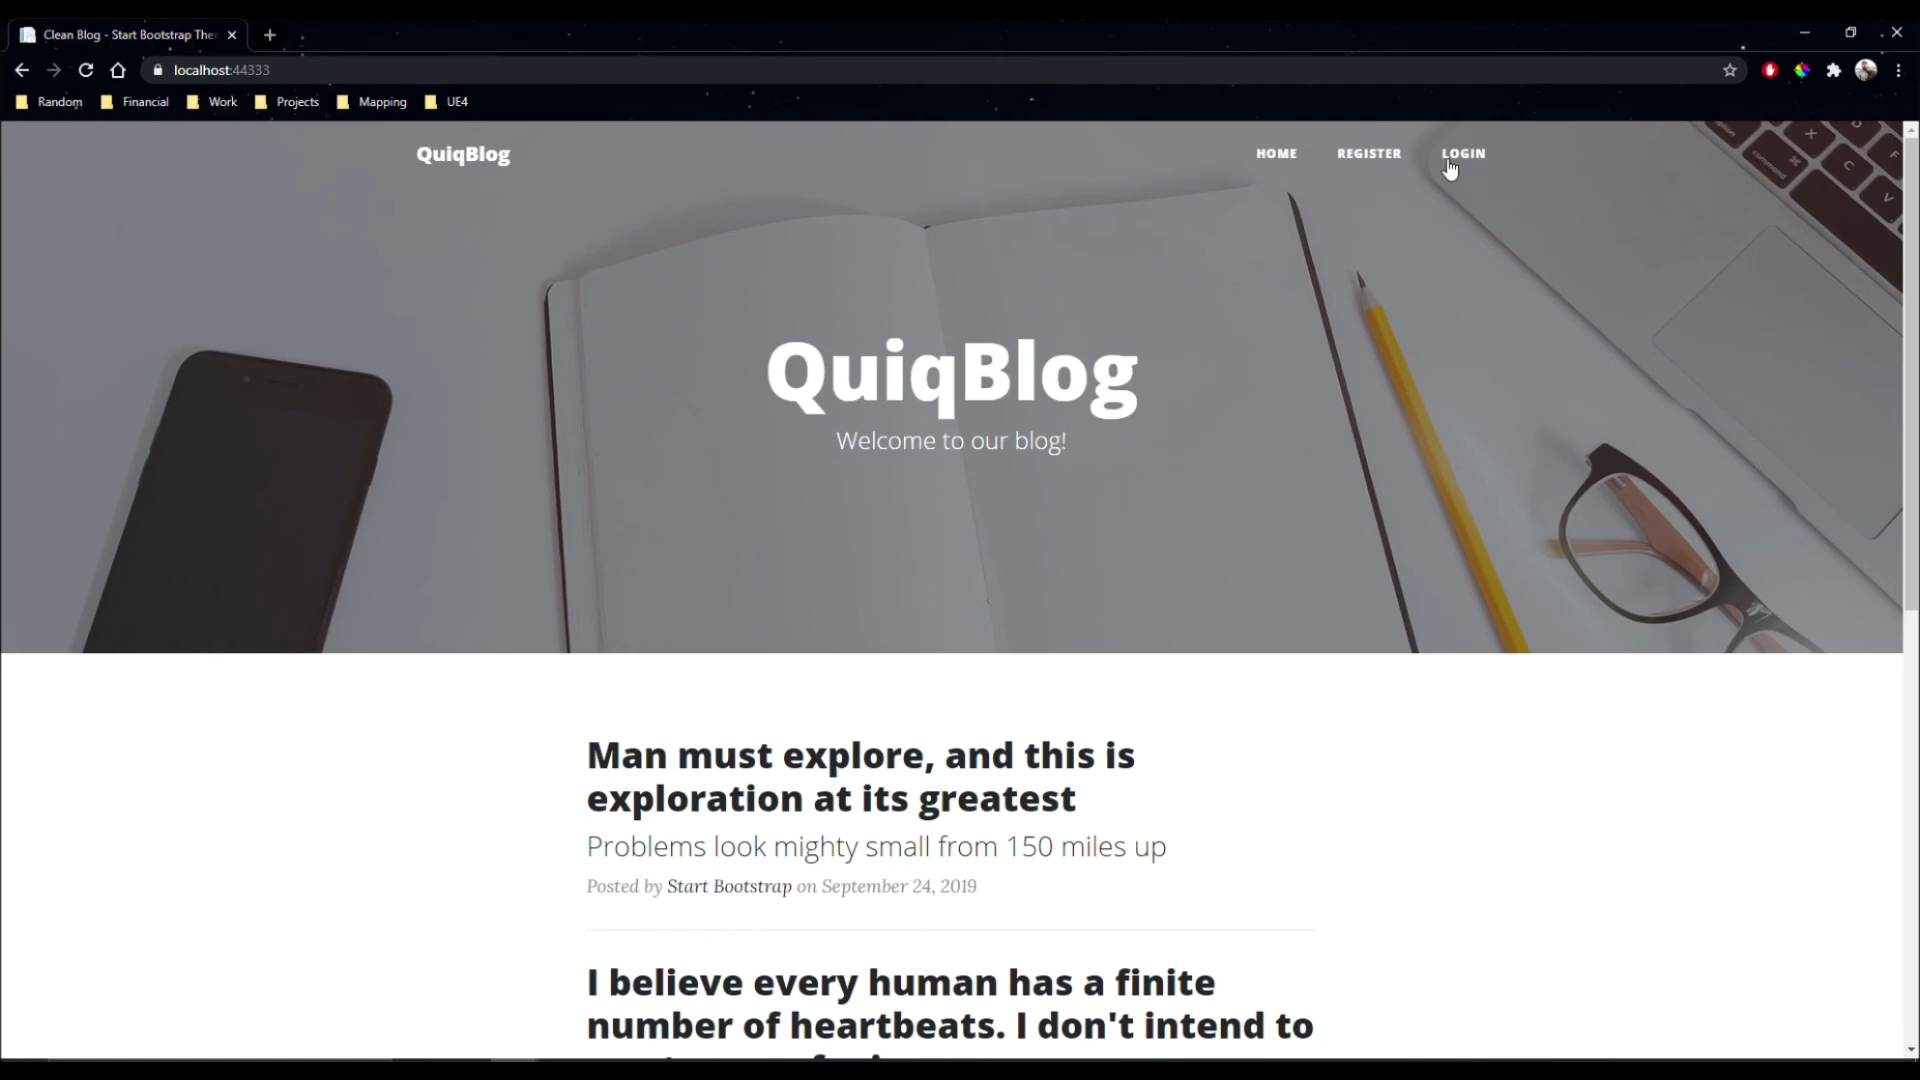 Clean Blog - Start Bootstrap The
localhost:44333
Random Financial Work Projects Mapping UE4
QuiqBlog
HOME REGISTER LOGIN
QuiqBlog
Welcome to our blog!
Man must explore, and this is
exploration at its greatest
Problems look mighty small from 150 miles up
Posted by Start Bootstrap on September 24, 2019
I believe every human has a finite
number of heartbeats. I don't intend to